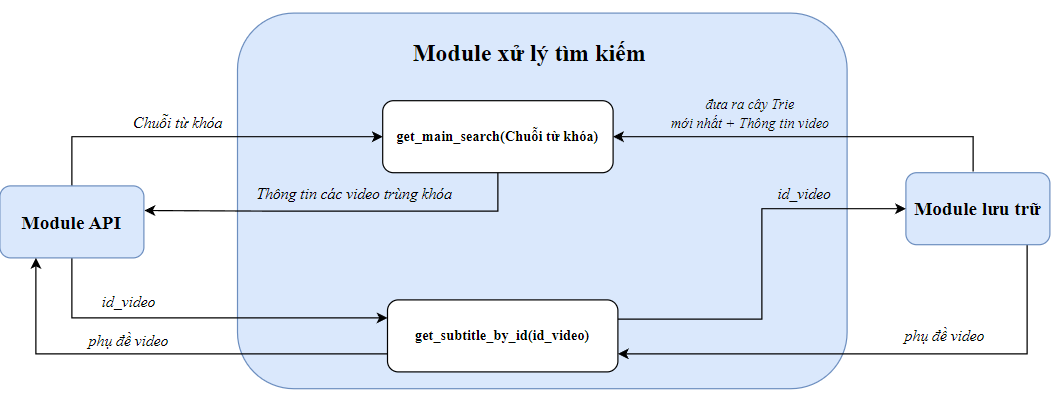 Module xử lý tìm kiếm
đưa ra cây Trie
mới nhất + Thông tin video
Chuỗi từ khóa
get_main_search(Chuỗi từ khóa)
Thông tin các video trùng khóa
id_video
Module API
Module lưu trữ
id_video
get_subtitle_by_id(id_video)
phụ đề video
phụ đề video